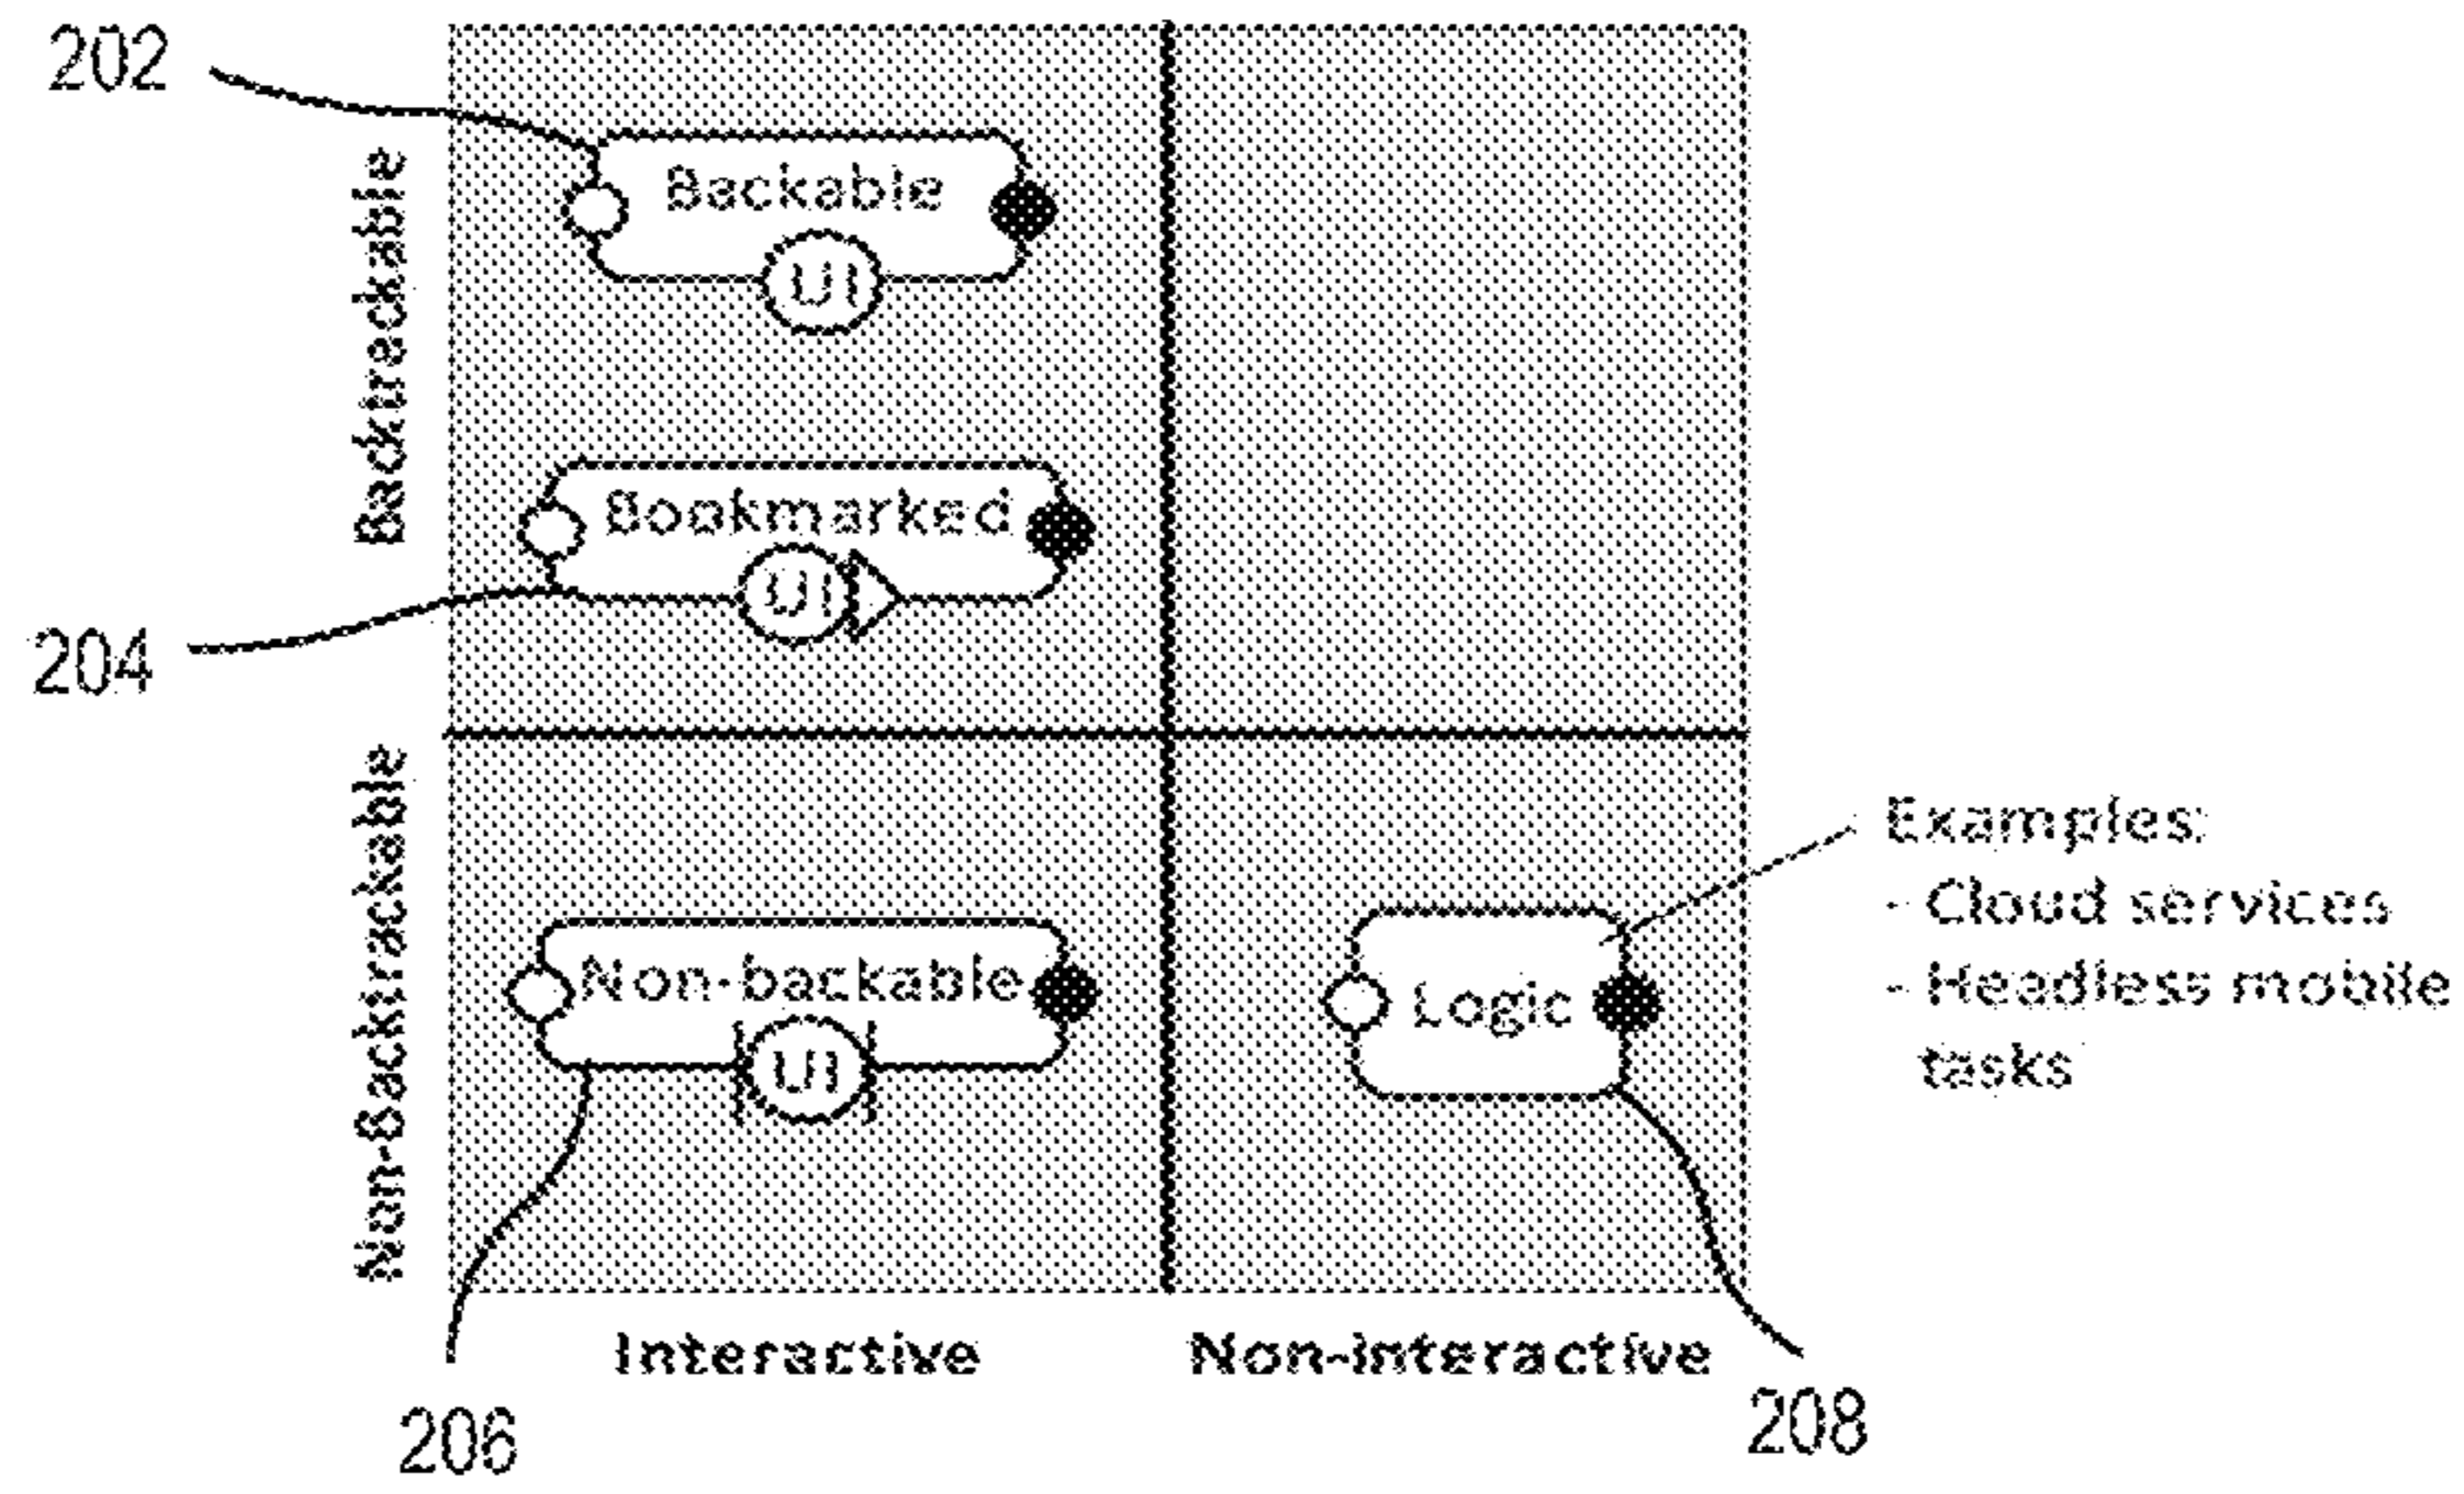 202
Backable
UI
Backtrackable
Bookmarked
UI
204
Non-Backtrackable
Examples:
- Cloud services
- Headless mobile
tasks
Non-backable
UI
Logic
Interactive
Non-interactive
206
208